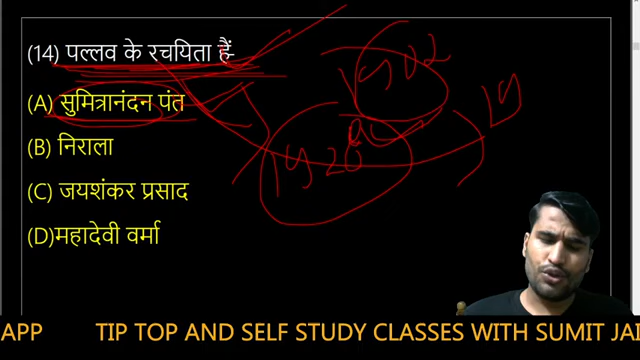 (14) पल्लव के रचयिता हैं-
(A) सुमित्रानंदन पंत
(B) निराला
(C) जयशंकर प्रसाद
(D)महादेवी वर्मा
APP TIP TOP AND SELF STUDY CLASSES WITH SUMIT JAI